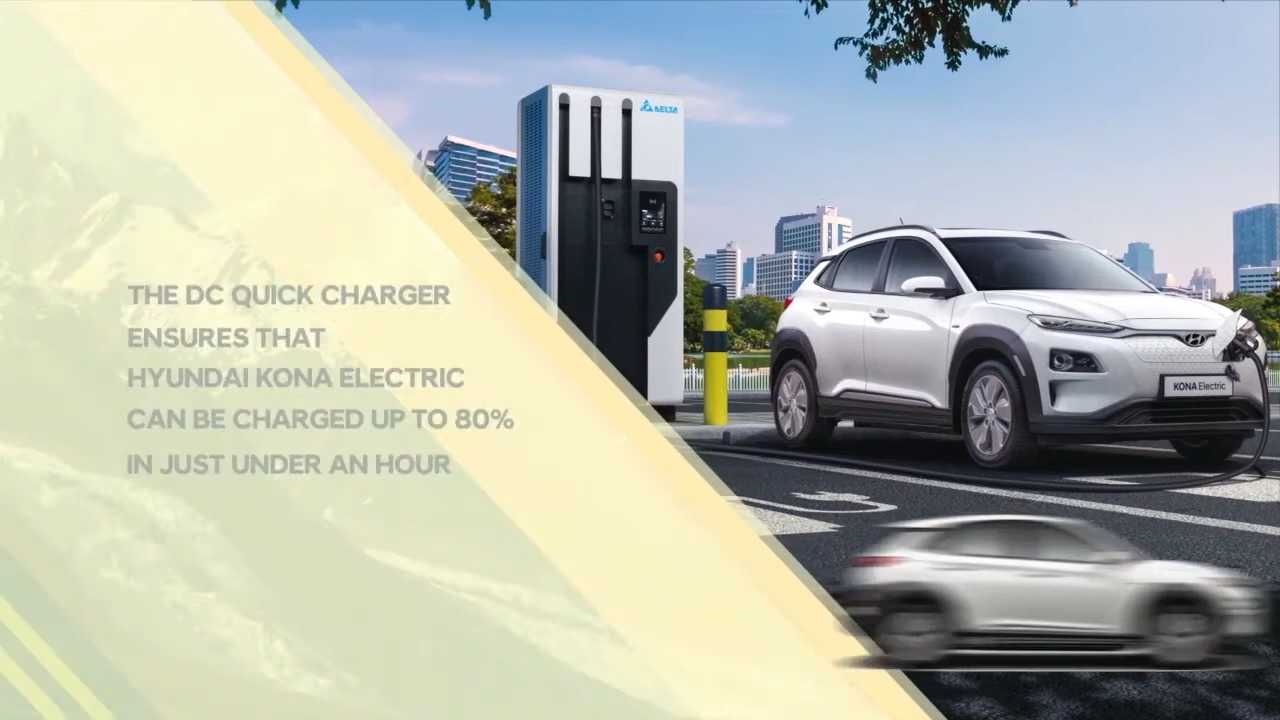 THE DC QUICK CHARGER
ENSURES THAT
HYUNDAI KONA ELECTRIC
CAN BE CHARGED UP TO 80%
IN JUST UNDER AN HOUR
DELTA
KONA Electric